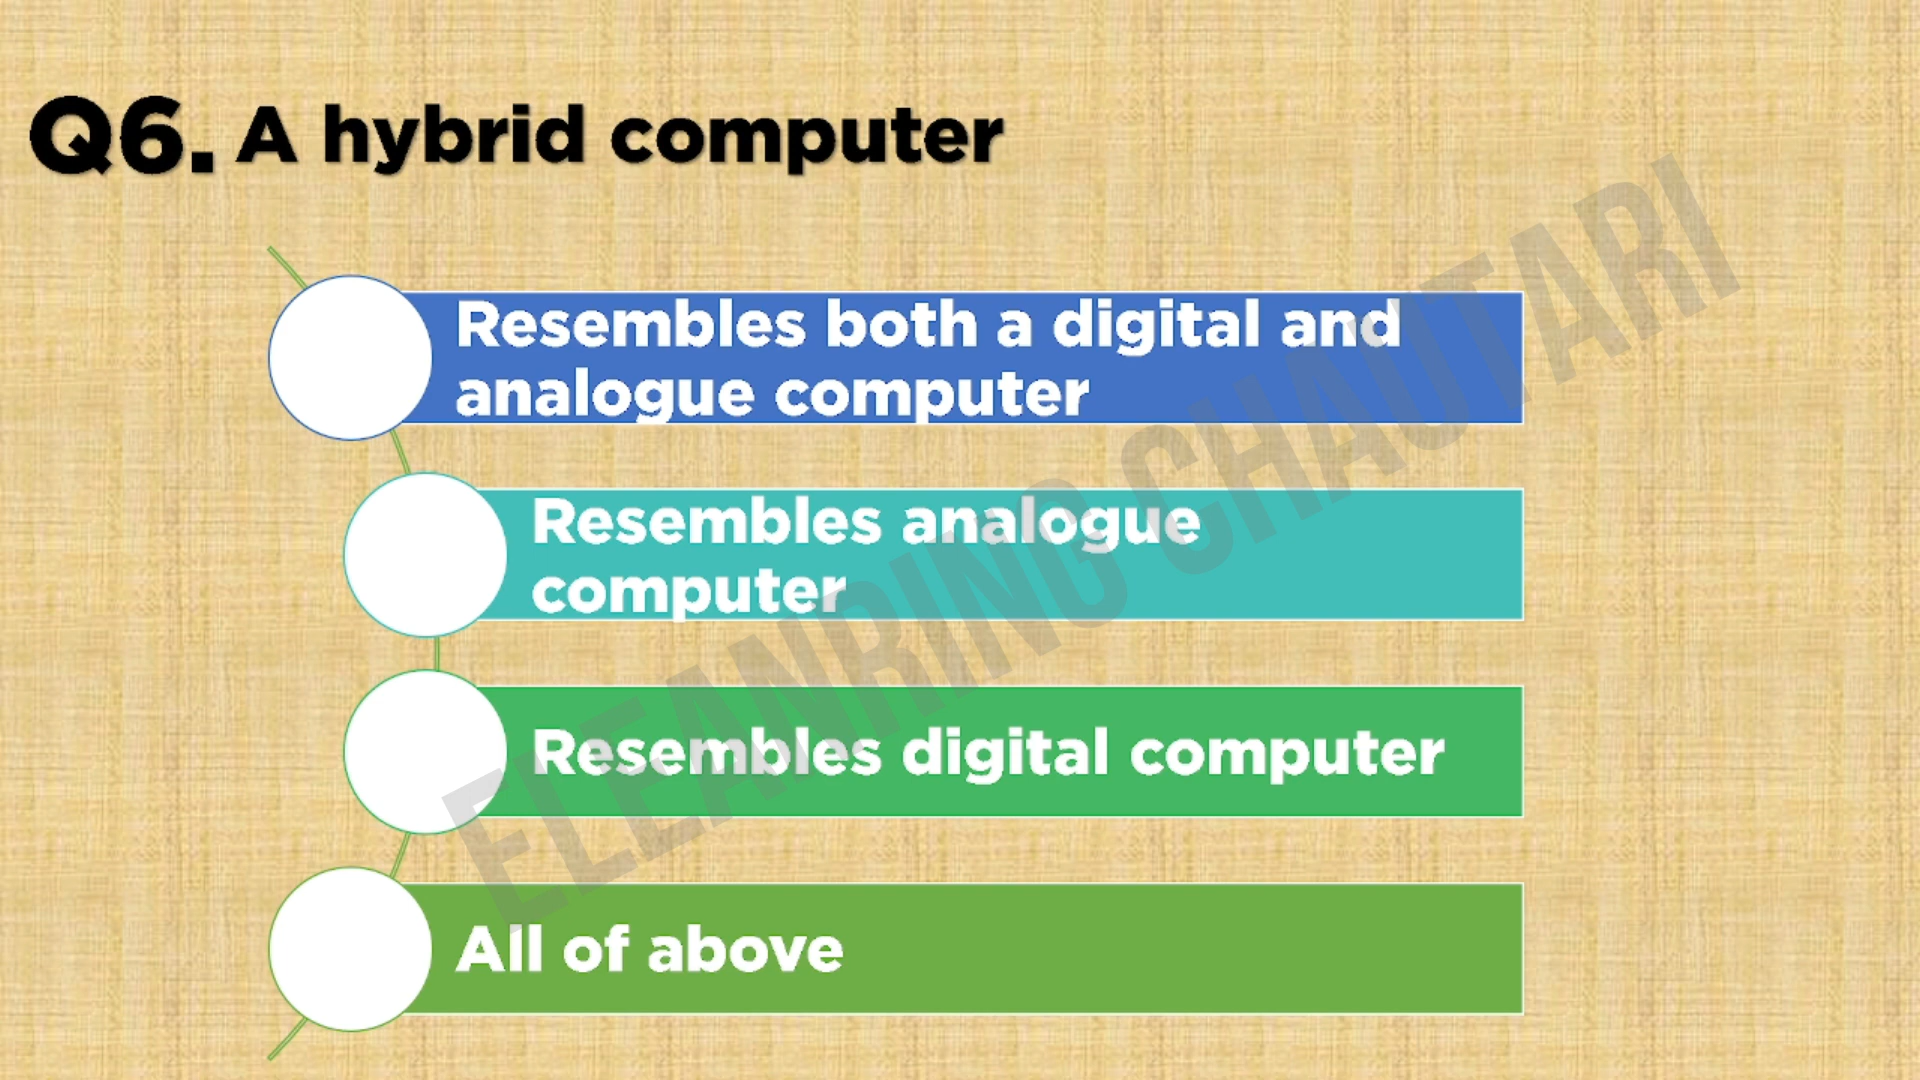 Q6. A hybrid computer
Resembles both a digital and
analogue computer
Resembles analogue
computer
Resembles digital computer
All of above
ELEANRING CHAUTARI